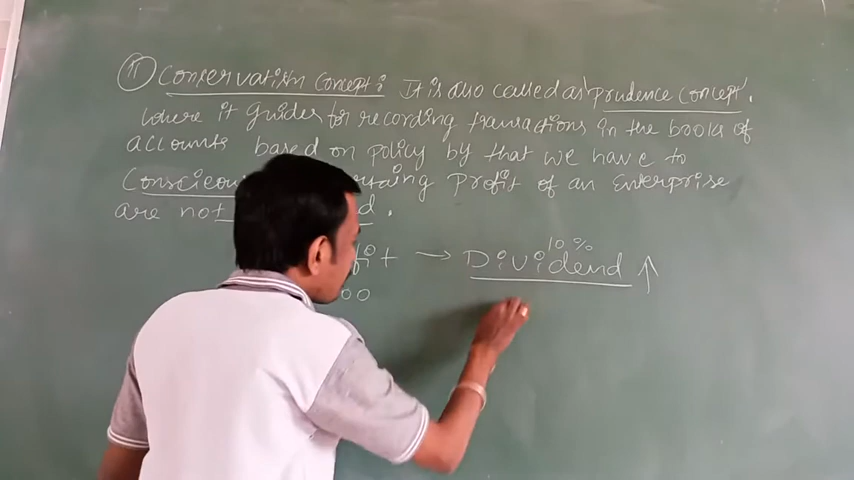 11 Conservatism Concept: It is also called as prudence concept.
where it guides for recording transactions in the books of
accounts based on policy by that we have to
profit of an Enterprise
are not
10%
→ Dividend ↑
00